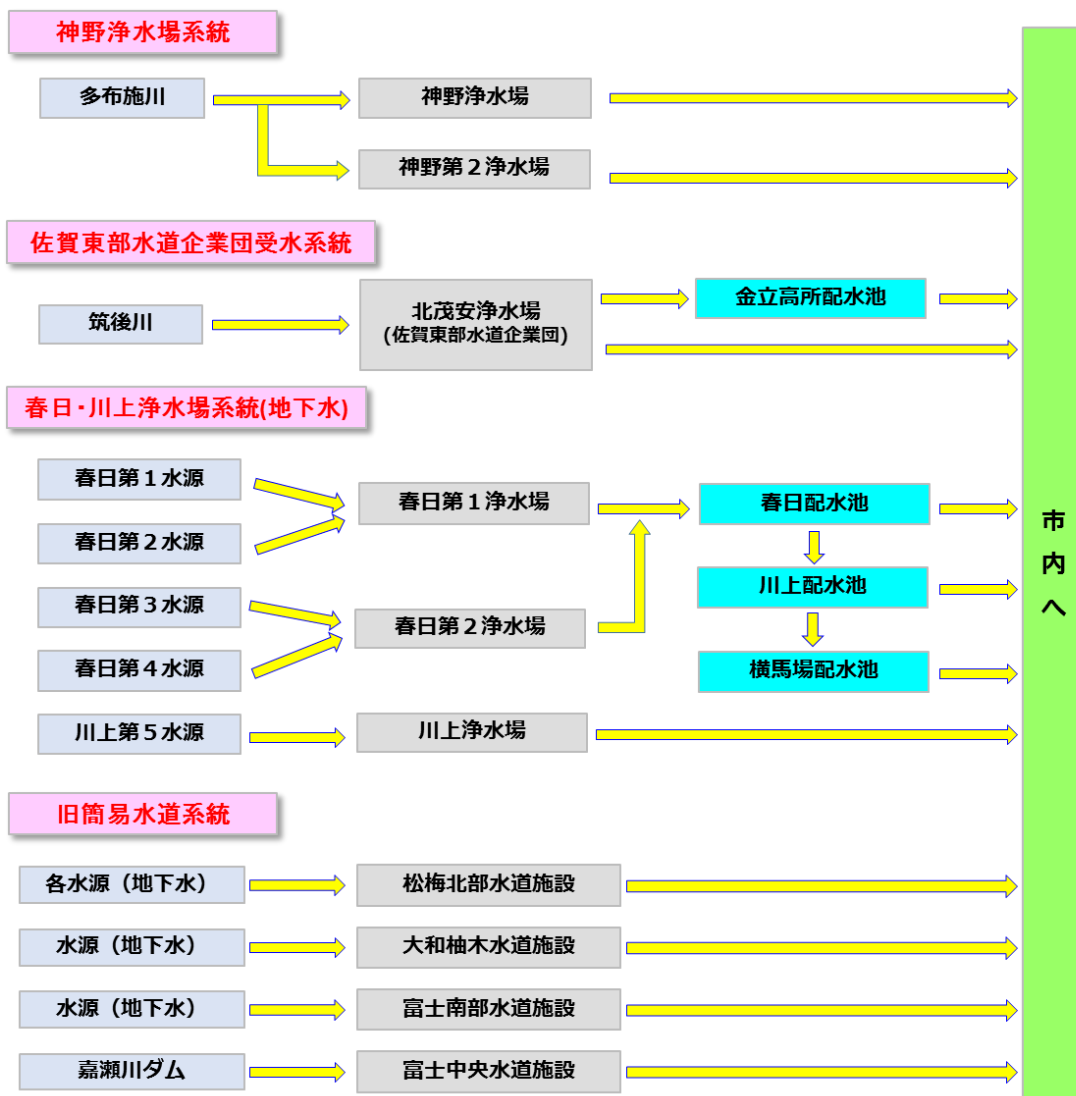 神野浄水場系統
多布施川
神野浄水場
神野第２浄水場
佐賀東部水道企業団受水系統
筑後川
北茂安浄水場
(佐賀東部水道企業団)
金立高所配水池
春日・川上浄水場系統(地下水)
春日第１水源
春日第２水源
春日第３水源
春日第４水源
川上第５水源
春日第１浄水場
春日第２浄水場
川上浄水場
春日配水池
川上配水池
横馬場配水池
旧簡易水道系統
各水源（地下水）
松梅北部水道施設
水源（地下水）
大和柚木水道施設
水源（地下水）
富士南部水道施設
嘉瀬川ダム
富士中央水道施設
市内へ